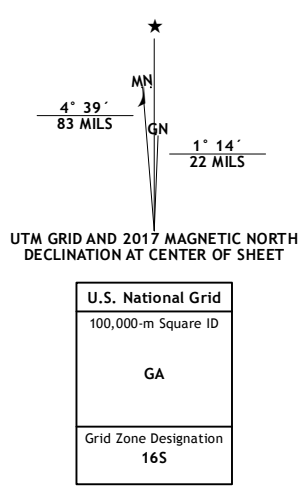 ★
MN
4° 39´
83 MILS
GN
1° 14´
22 MILS
UTM GRID AND 2017 MAGNETIC NORTH
DECLINATION AT CENTER OF SHEET
U.S. National Grid
100,000-m Square ID
GA
Grid Zone Designation
16S